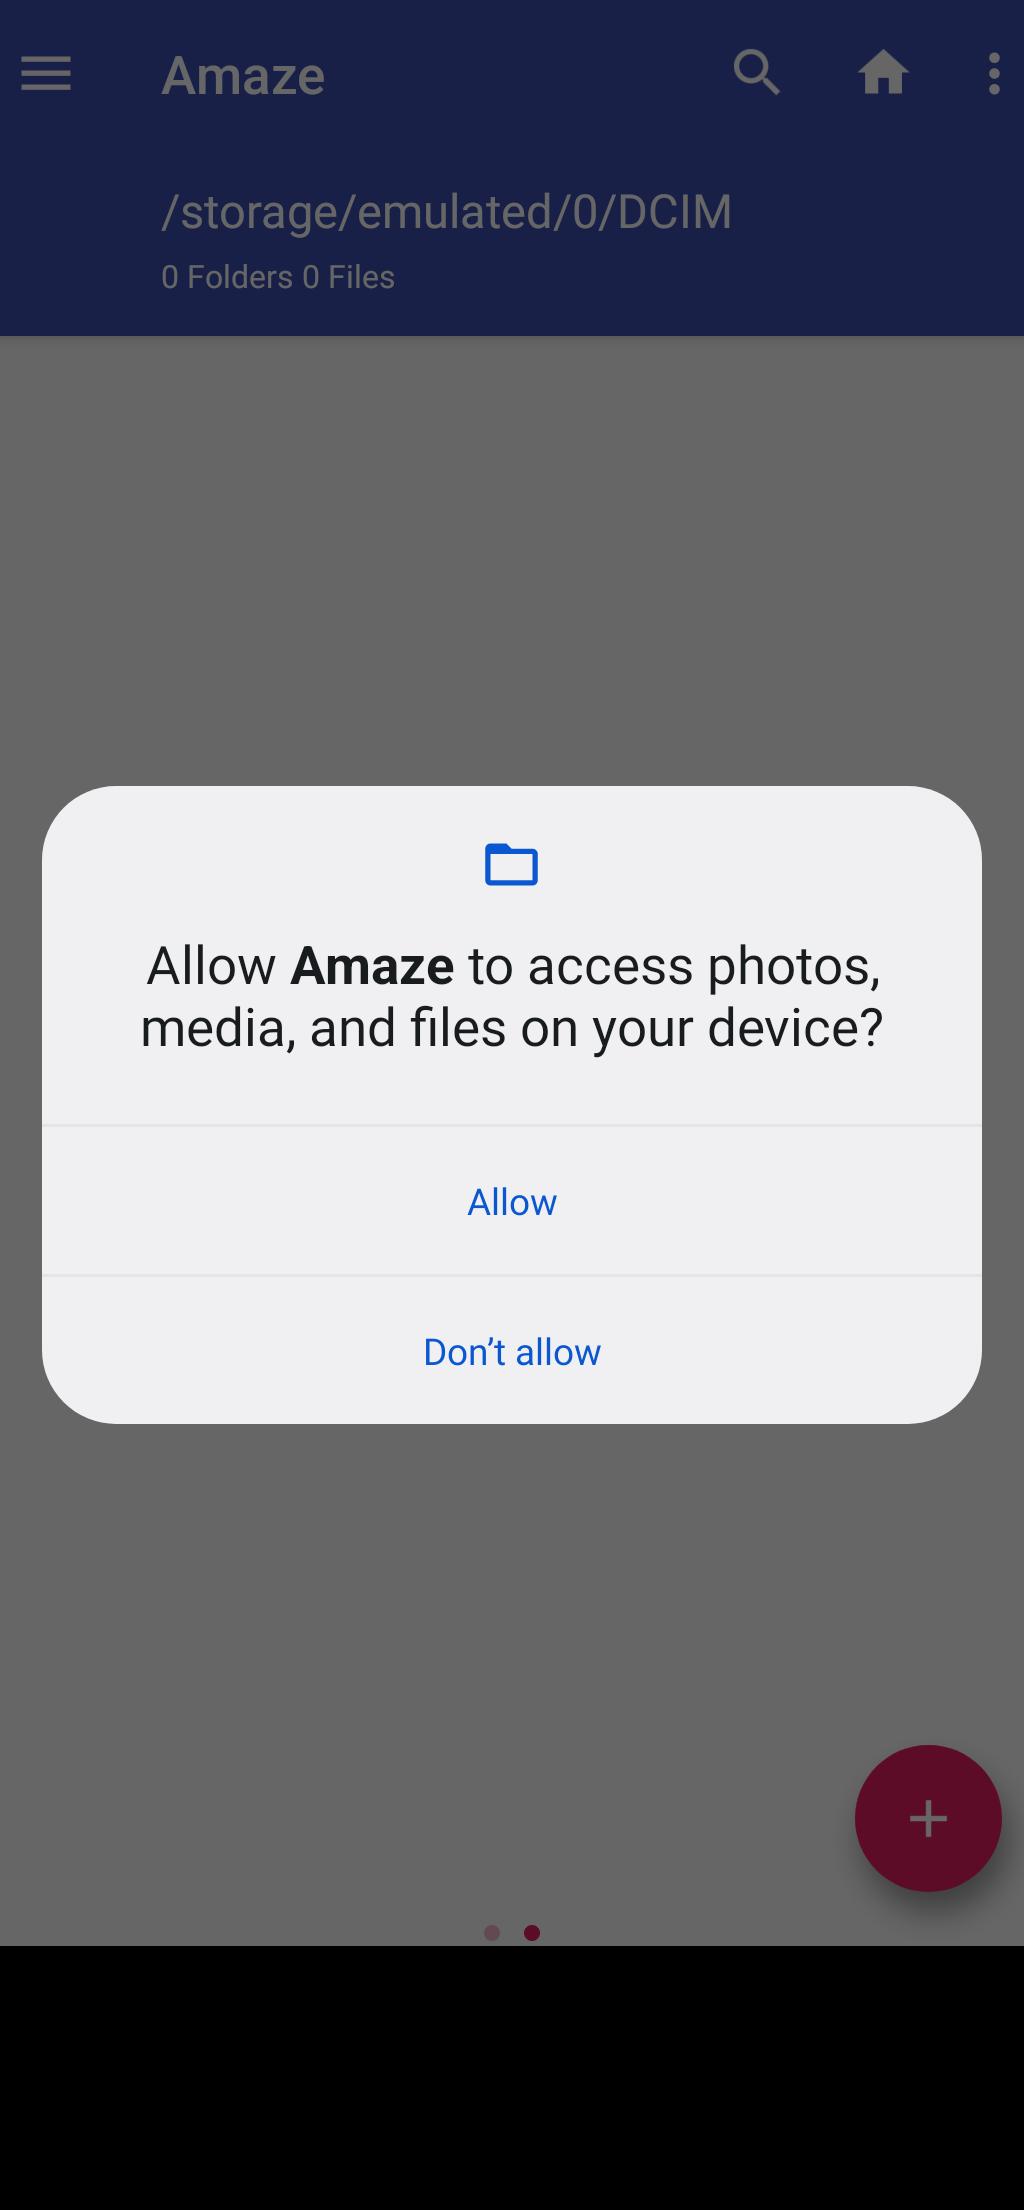 Amaze
/storage/emulated/0/DCIM
0 Folders 0 Files
Allow Amaze to access photos,
media, and files on your device?
Allow
Don’t allow